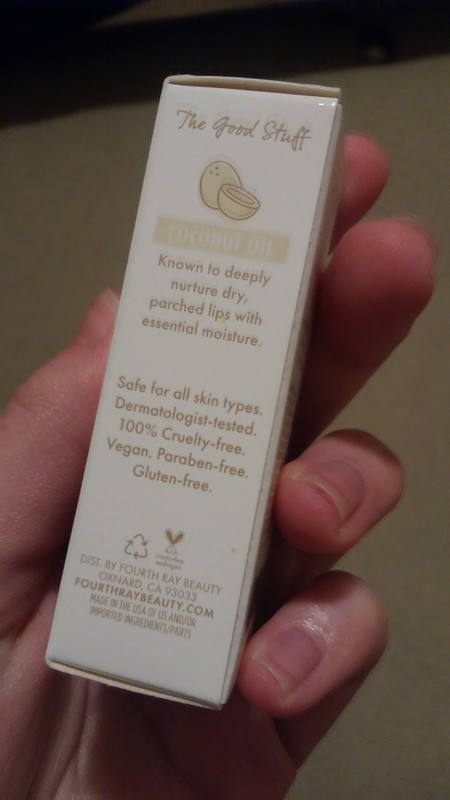 The Good Stuff
COCONUT OIL
Known to deeply
nurture dry,
parched lips with
essential moisture.
Safe for all skin types.
Dermatologist-tested.
100% Cruelty-free.
Vegan. Paraben-free.
Gluten-free.
DIST. BY FOURTH RAY BEAUTY
OXNARD, CA 93033
FOURTHRAYBEAUTY.COM
MADE IN THE USA OF US AND/OR
IMPORTED INGREDIENTS/PARTS